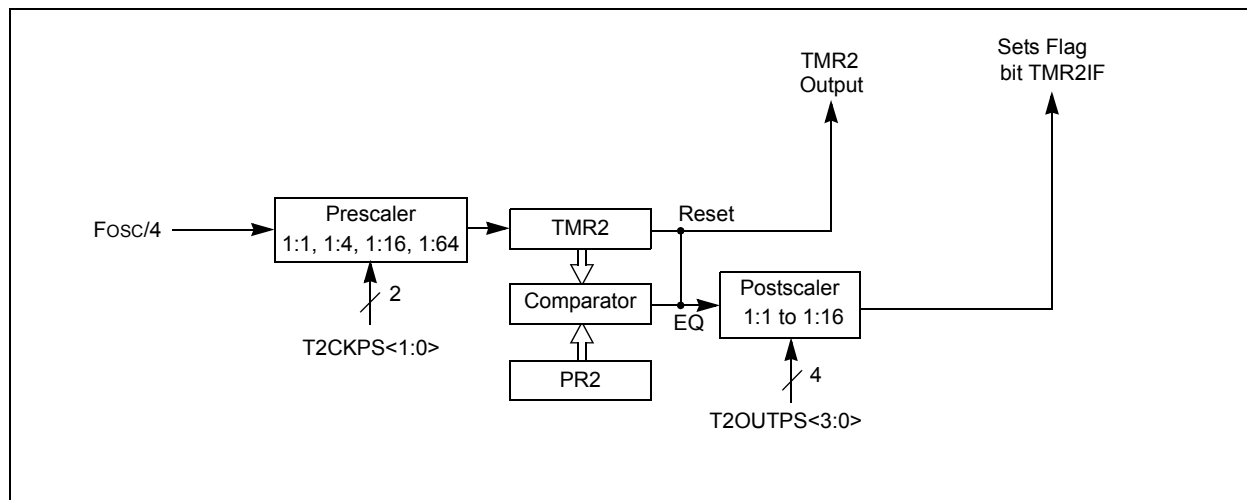 TMR2
Output
Sets Flag
bit TMR2IF
Fosc/4
Prescaler
1:1, 1:4, 1:16, 1:64
2
T2CKPS<1:0>
TMR2
Reset
Comparator
EQ
PR2
Postscaler
1:1 to 1:16
4
T2OUTPS<3:0>